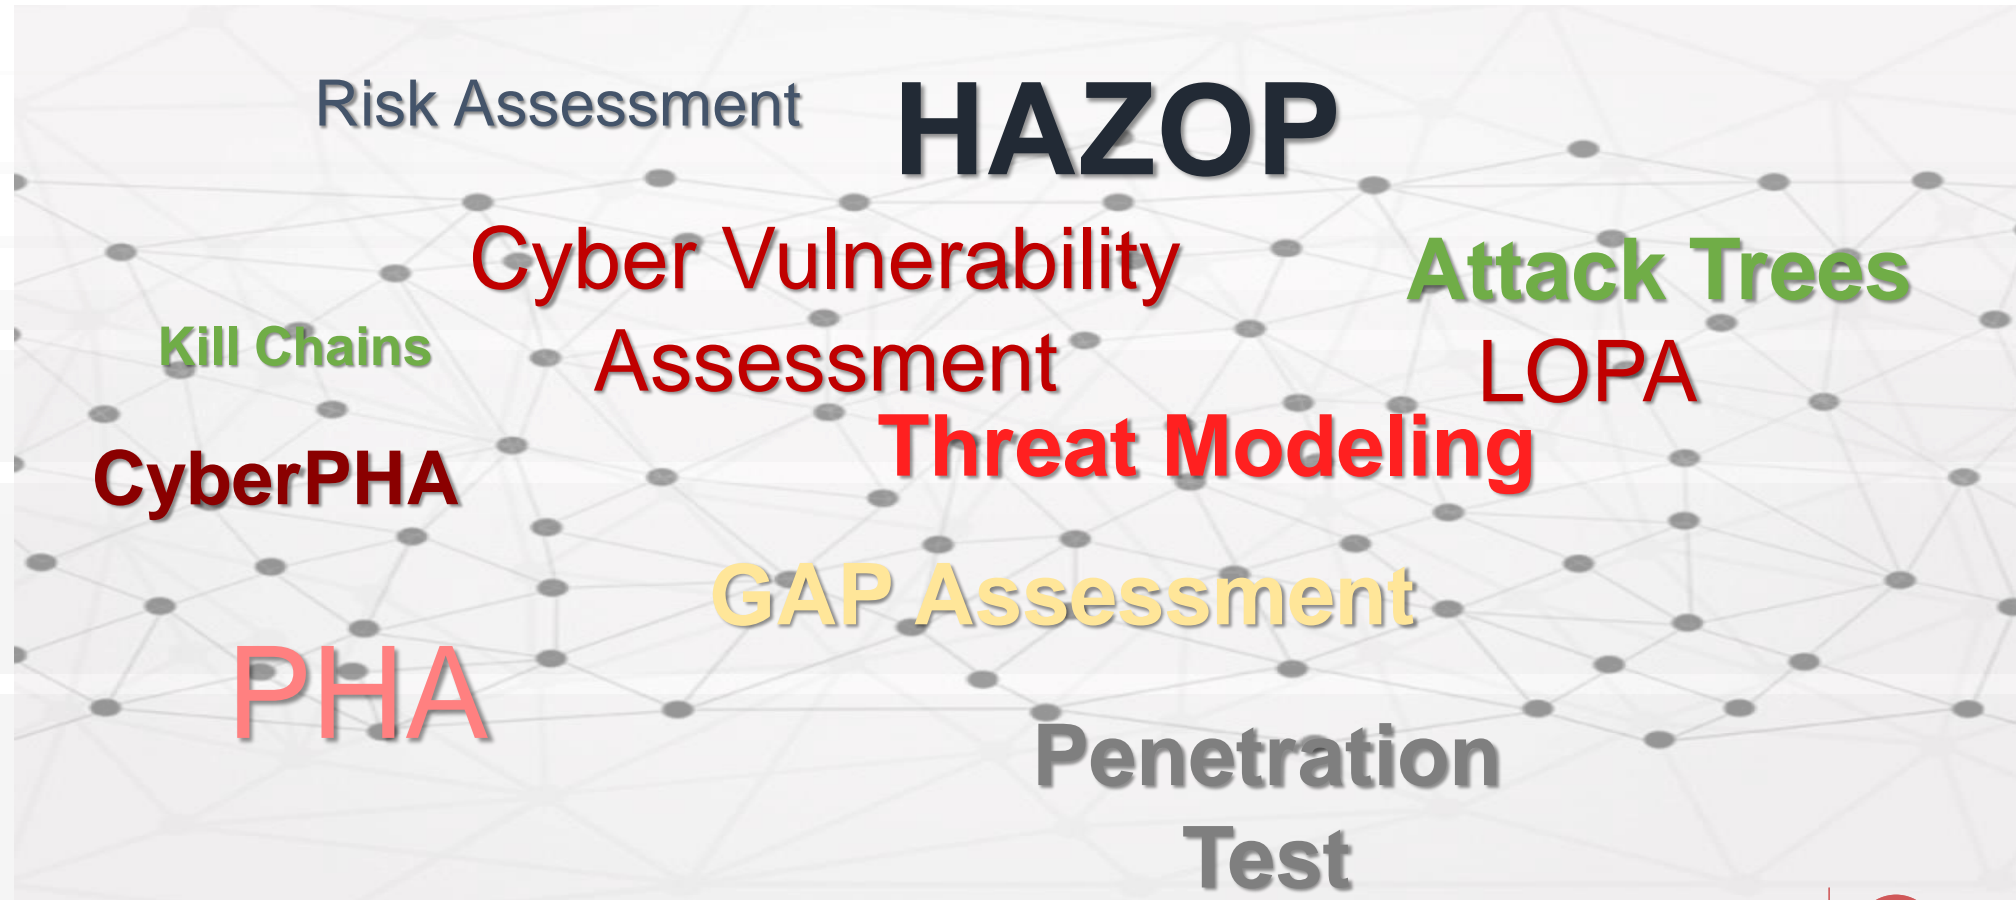 Risk Assessment
HAZOP
Cyber Vulnerability
Assessment
Attack Trees
LOPA
Kill Chains
Threat Modeling
CyberPHA
GAP Assessment
PHA
Penetration
Test